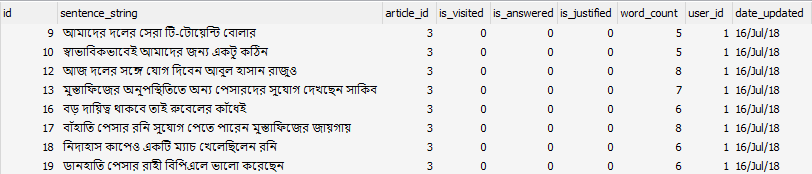 id sentence_string article_id is_visited is_answered is_justified word_count user_id date_updated
9 আমাদের দলের সেরা টি-টোয়েন্টি বোলার 3 0 0 0 5 1 16/Jul/18
10 স্বাভাবিকভাবেই আমাদের জন্য একটু কঠিন 3 0 0 0 5 1 16/Jul/18
12 আজ দলের সঙ্গে যোগ দিবেন আবুল হাসান রাজুও 3 0 0 0 8 1 16/Jul/18
13 মুস্তাফিজের অনুপস্থিতিতে অন্য পেসারদের সুযোগ দেখছেন সাকিব 3 0 0 0 7 1 16/Jul/18
16 বড় দায়িত্ব থাকবে তাই রুবেলের কাঁধেই 3 0 0 0 6 1 16/Jul/18
17 বাঁহাতি পেসার রনি সুযোগ পেতে পারেন মুস্তাফিজের জায়গায় 3 0 0 0 8 1 16/Jul/18
18 নিদাহাস কাপেও একটি ম্যাচ খেলেছিলেন রনি 3 0 0 0 6 1 16/Jul/18
19 ডানহাতি পেসার রাহী বিপিএলে ভালো করেছেন 3 0 0 0 6 1 16/Jul/18